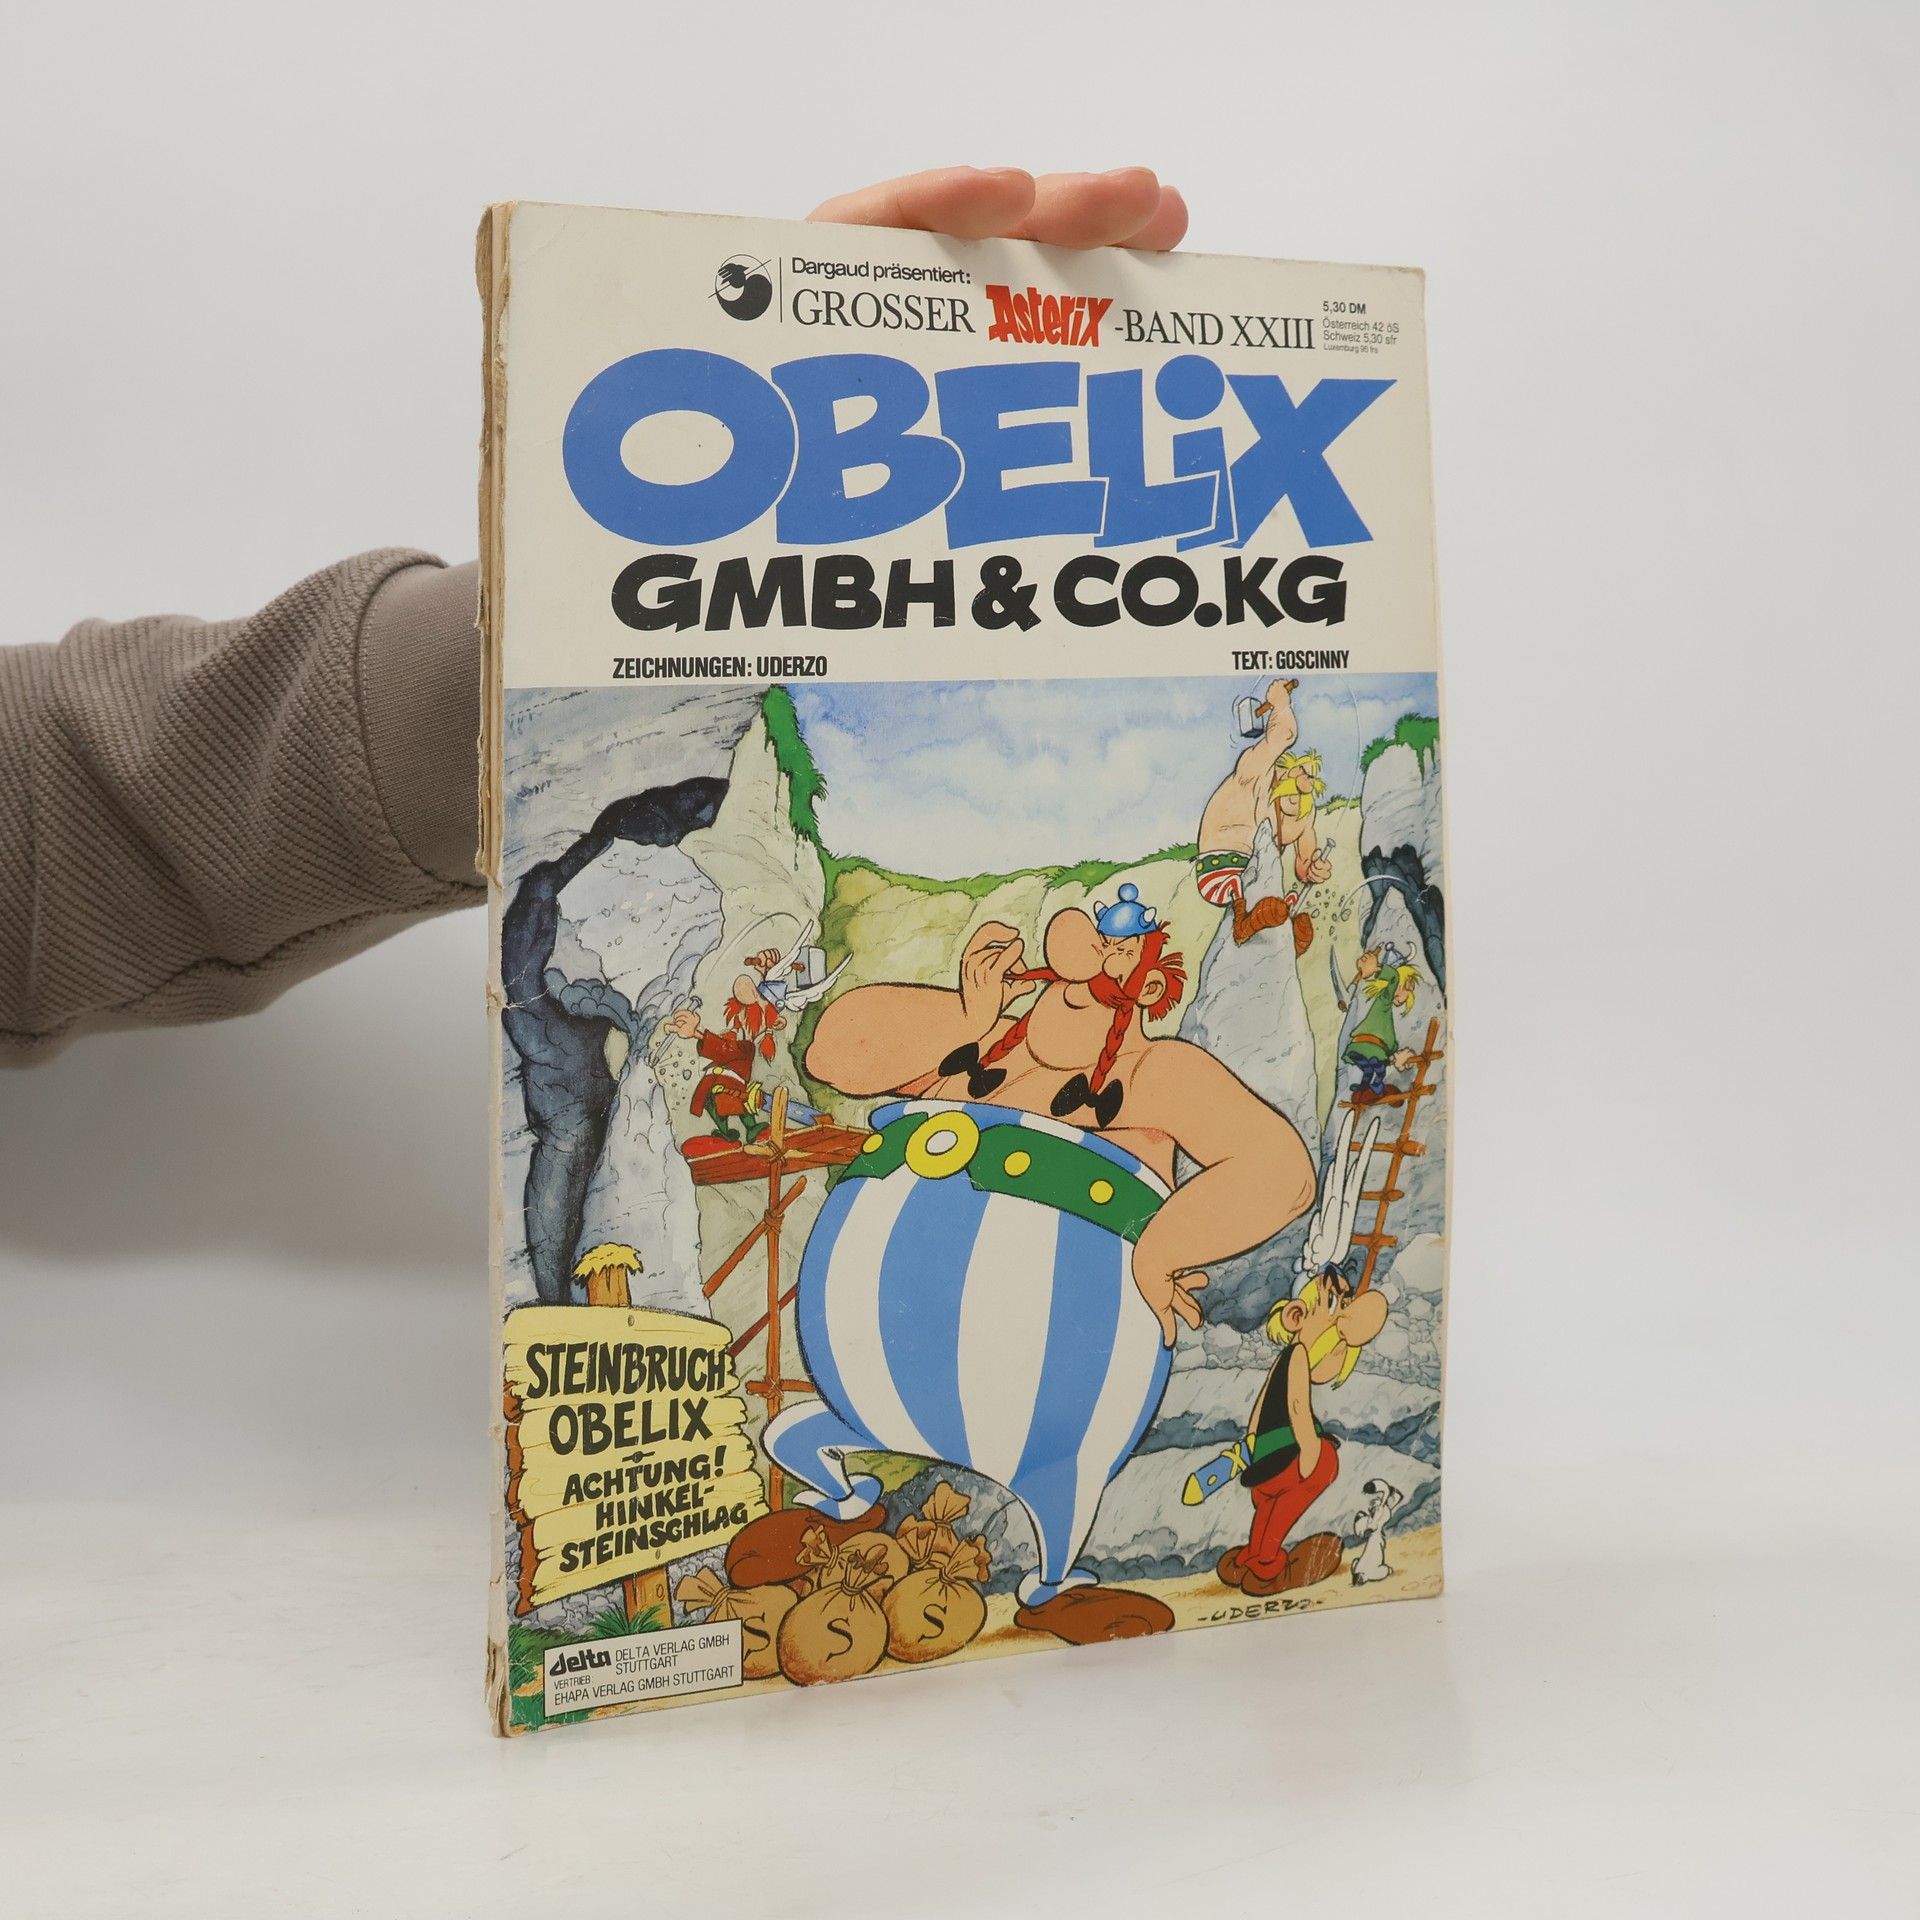 Dargaud präsentiert:
GROSSER Asterix-BAND XXIII
5,30 DM
Österreich 42 öS
Schweiz 5,30 sfr
Luxemburg 95 frs
OBELIX
GMBH & CO.KG
ZEICHNUNGEN: UDERZO
TEXT: GOSCINNY
STEINBRUCH
OBELIX
ACHTUNG!
HINKEL-
STEINSCHLAG
S
S
S
-UDERZO-
delta DELTA VERLAG GMBH
STUTTGART
VERTRIEB:
EHAPA VERLAG GMBH STUTTGART